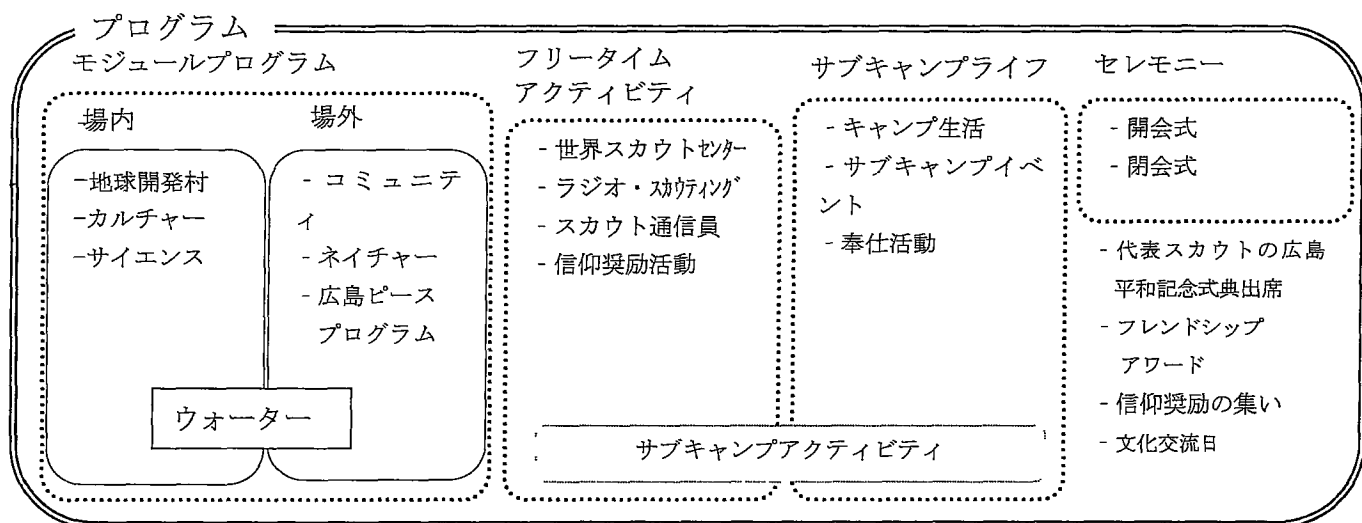 プログラム
モジュールプログラム
場内
-地球開発村
-カルチャー
-サイエンス
場外
- コミュニテ
ィ
- ネイチャー
- 広島ピース
プログラム
ウォーター
フリータイム
アクティビティ
- 世界スカウトセンター
- ラジオ・スカウティング
- スカウト通信員
- 信仰奨励活動
サブキャンプライフ
- キャンプ生活
- サブキャンプイベ
ント
- 奉仕活動
サブキャンプアクティビティ
セレモニー
- 開会式
- 閉会式
- 代表スカウトの広島
平和記念式典出席
- フレンドシップ
アワード
- 信仰奨励の集い
- 文化交流日